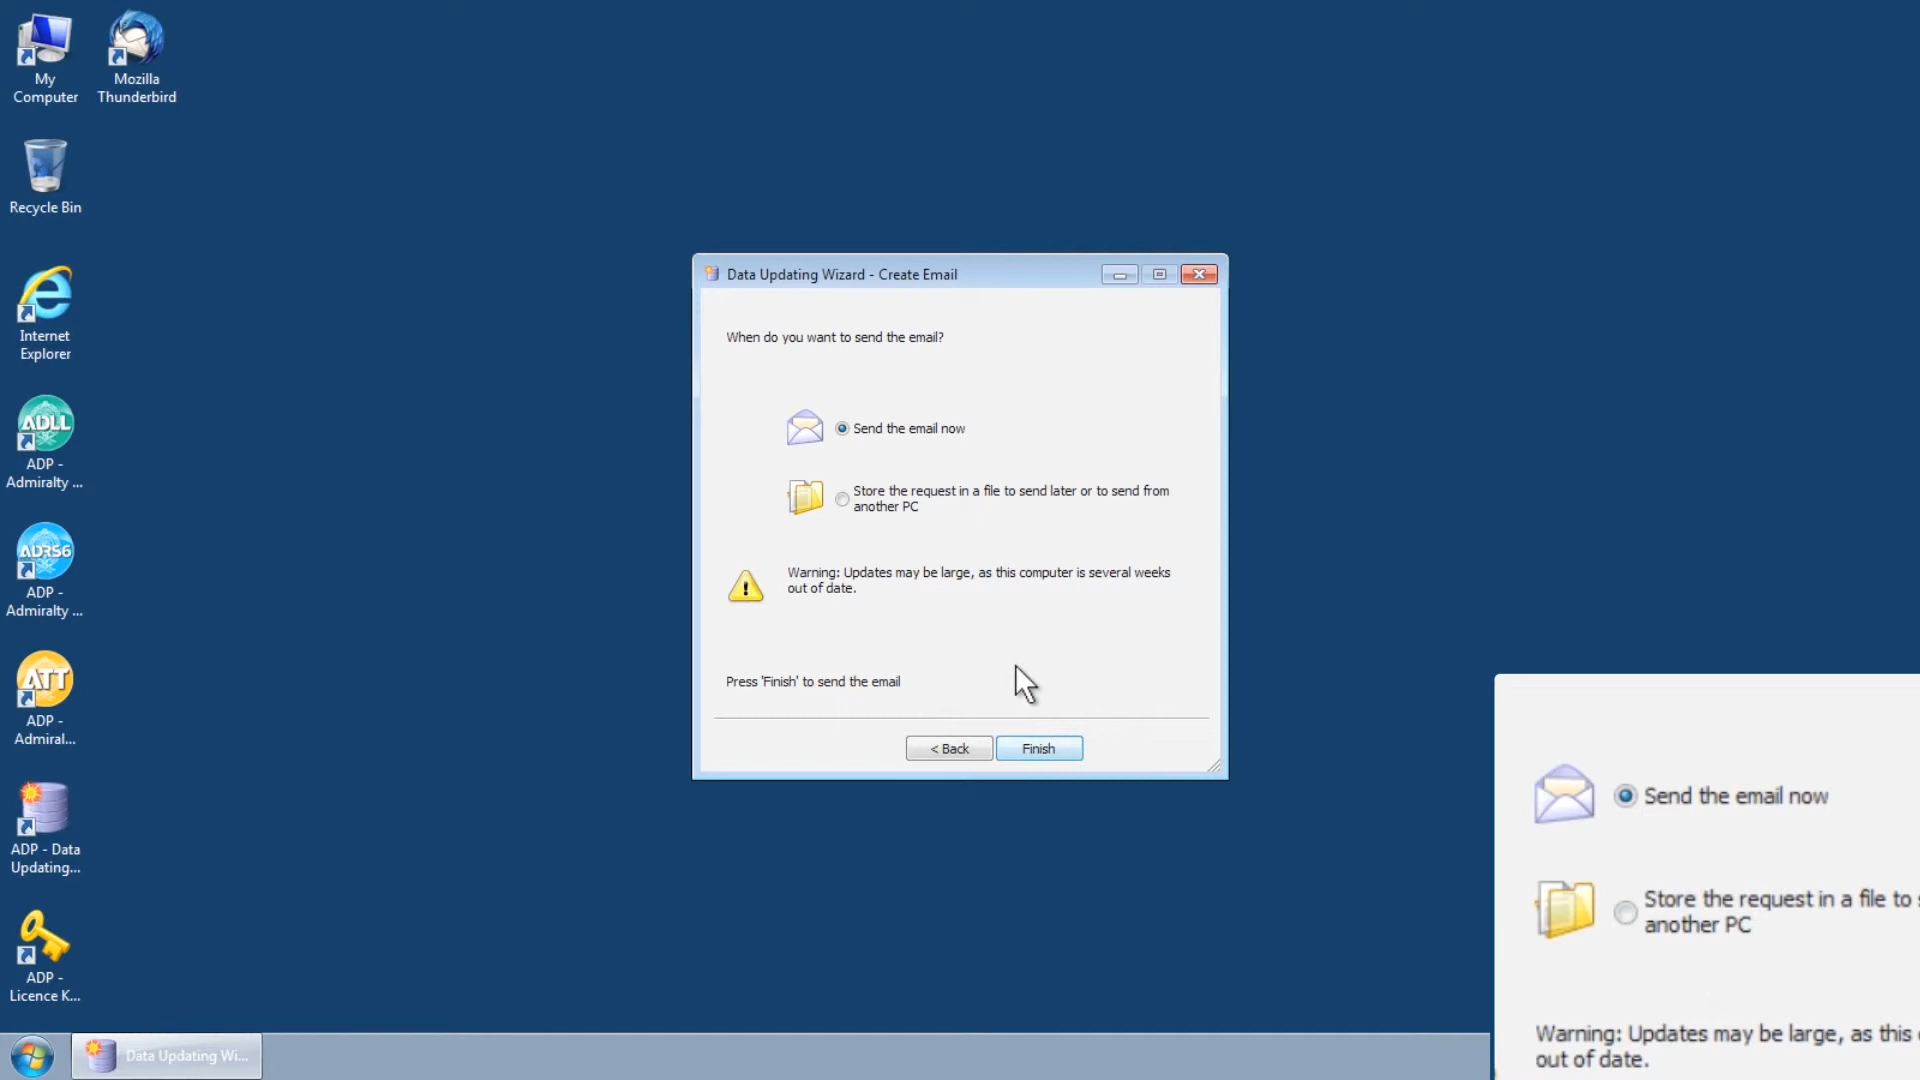 My
Computer
Mozilla
Thunderbird
Recycle Bin
Internet
Explorer
ADLL
ADP -
Admiralty ...
ADRS6
ADP -
Admiralty ...
ATT
ADP -
Admiral...
ADP - Data
Updating...
ADP -
Licence K...
Data Updating Wizard - Create Email
When do you want to send the email?
Send the email now
Store the request in a file to send later or to send from
another PC
Warning: Updates may be large, as this computer is several weeks
out of date.
Press 'Finish' to send the email
< Back
Finish
Send the email now
Store the request in a file to s
another PC
Warning: Updates may be large, as this
out of date.
Data Updating Wi...